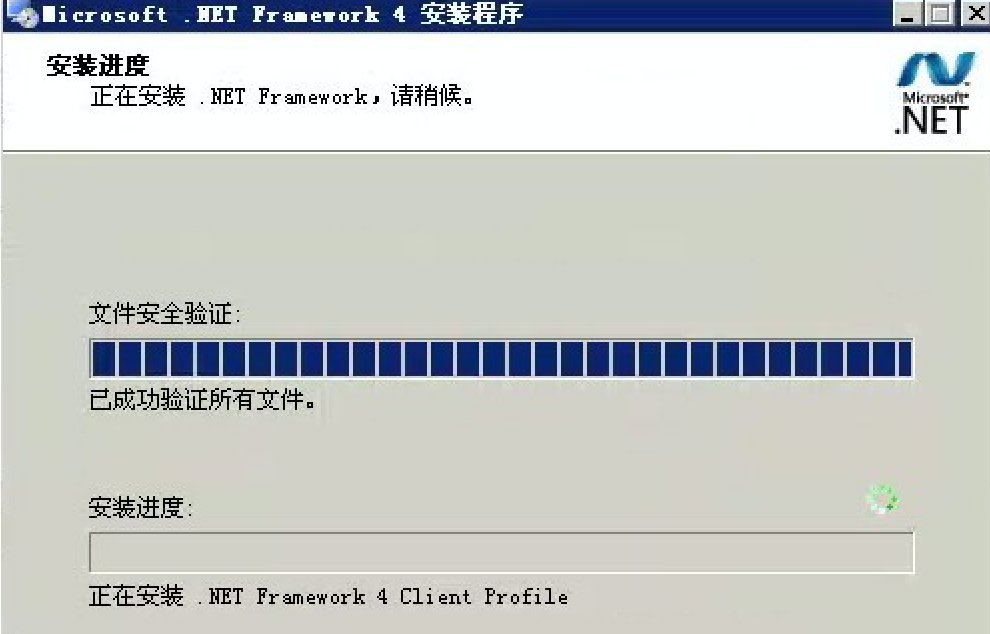 Microsoft .NET Framework 4 安装程序
安装进度
正在安装 .NET Framework，请稍候。
Microsoft
.NET
文件安全验证:
已成功验证所有文件。
安装进度:
正在安装 .NET Framework 4 Client Profile